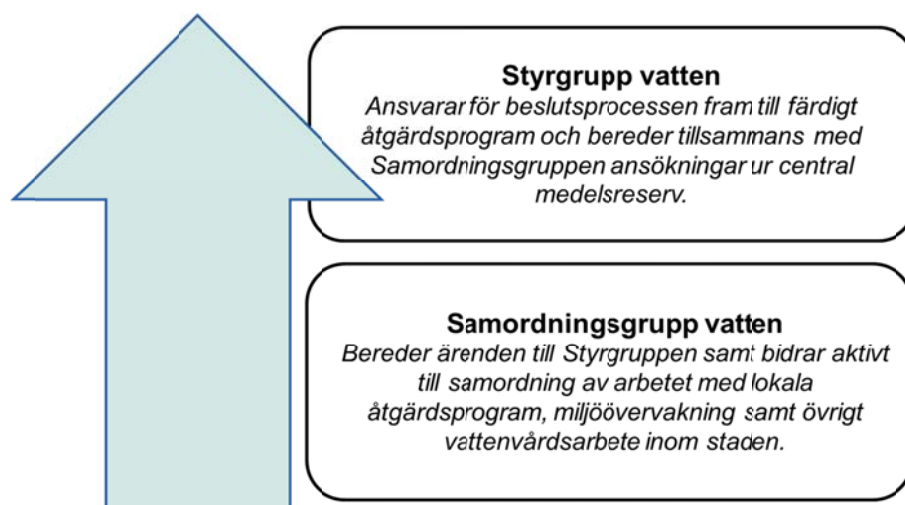 Styrgrupp vatten
Ansvarar för beslutsprocessen fram till färdigt
åtgärdsprogram och bereder tillsammans med
Samordningsgruppen ansökningar ur central
medelsreserv.
Samordningsgrupp vatten
Bereder ärenden till Styrgruppen samt bidrar aktivt
till samordning av arbetet med lokala
åtgärdsprogram, miljöövervakning samt övrigt
vattenvårdsarbete inom staden.